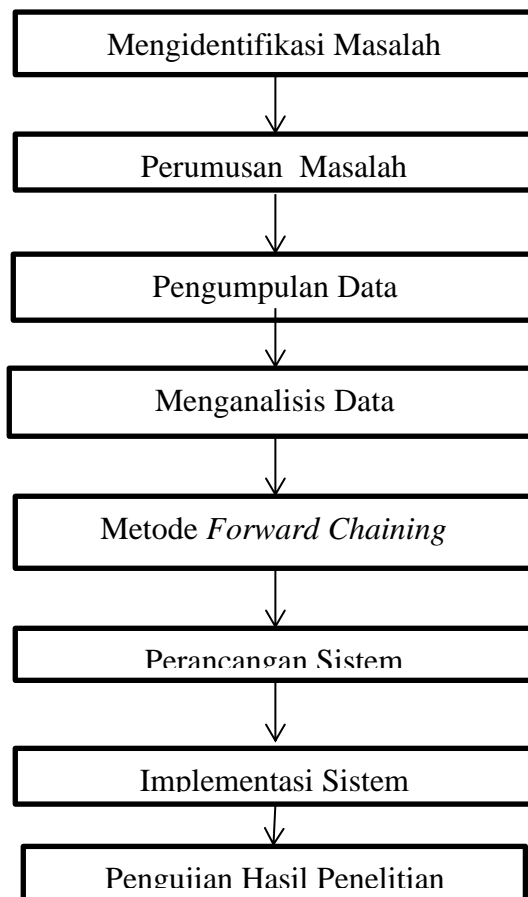 Mengidentifikasi Masalah
Perumusan Masalah
Pengumpulan Data
Menganalisis Data
Metode Forward Chaining
Perancangan Sistem
Implementasi Sistem
Pengujian Hasil Penelitian